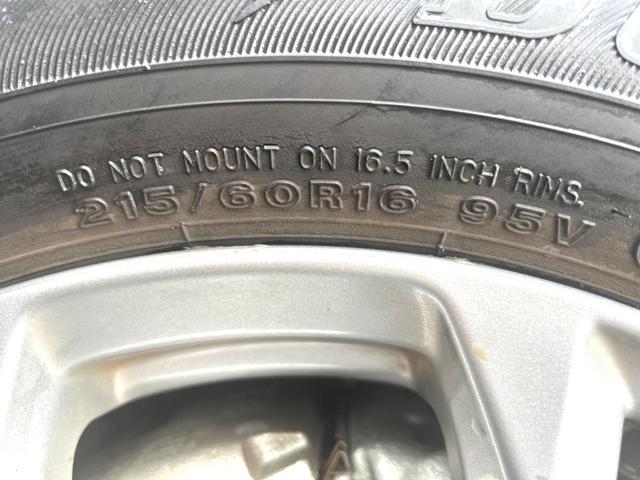 DO NOT MOUNT ON 16.5 INCH RIMS.
215/60R16 95V